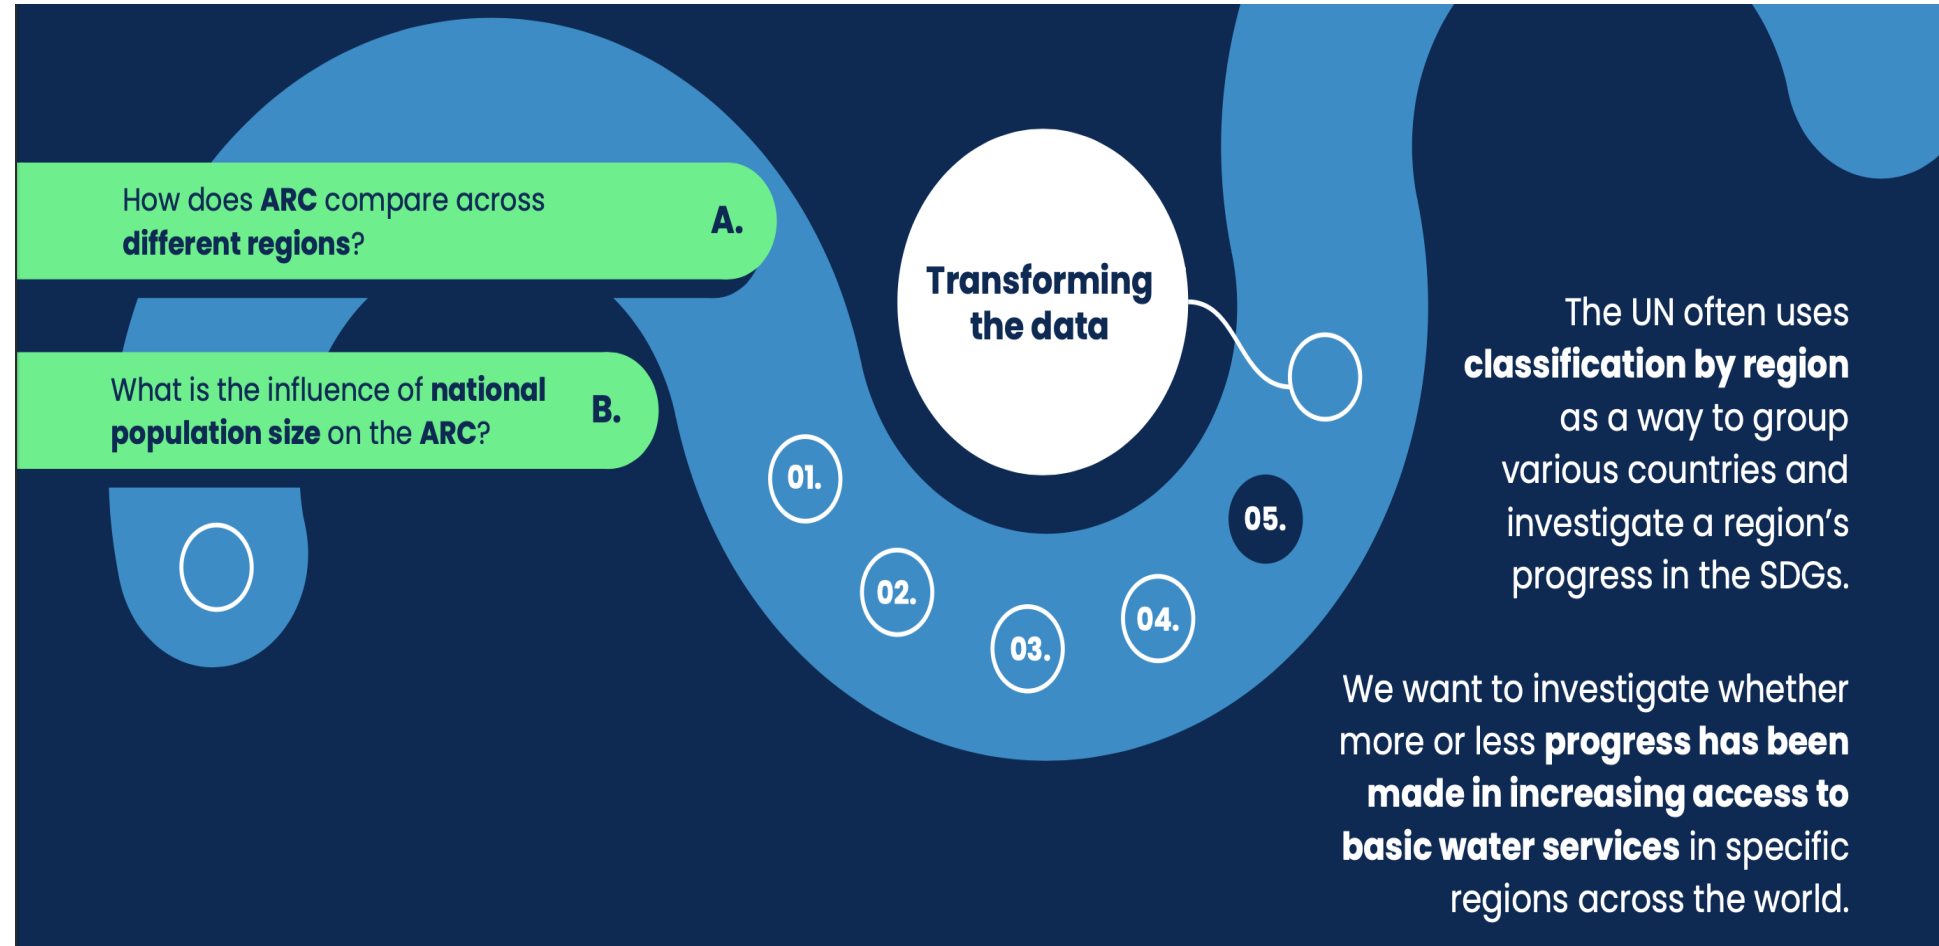 How does ARC compare across
different regions?
A.
What is the influence of national
population size on the ARC?
B.
Transforming
the data
01.
02.
03.
04.
05.
The UN often uses
classification by region
as a way to group
various countries and
investigate a region’s
progress in the SDGs.
We want to investigate whether
more or less progress has been
made in increasing access to
basic water services in specific
regions across the world.